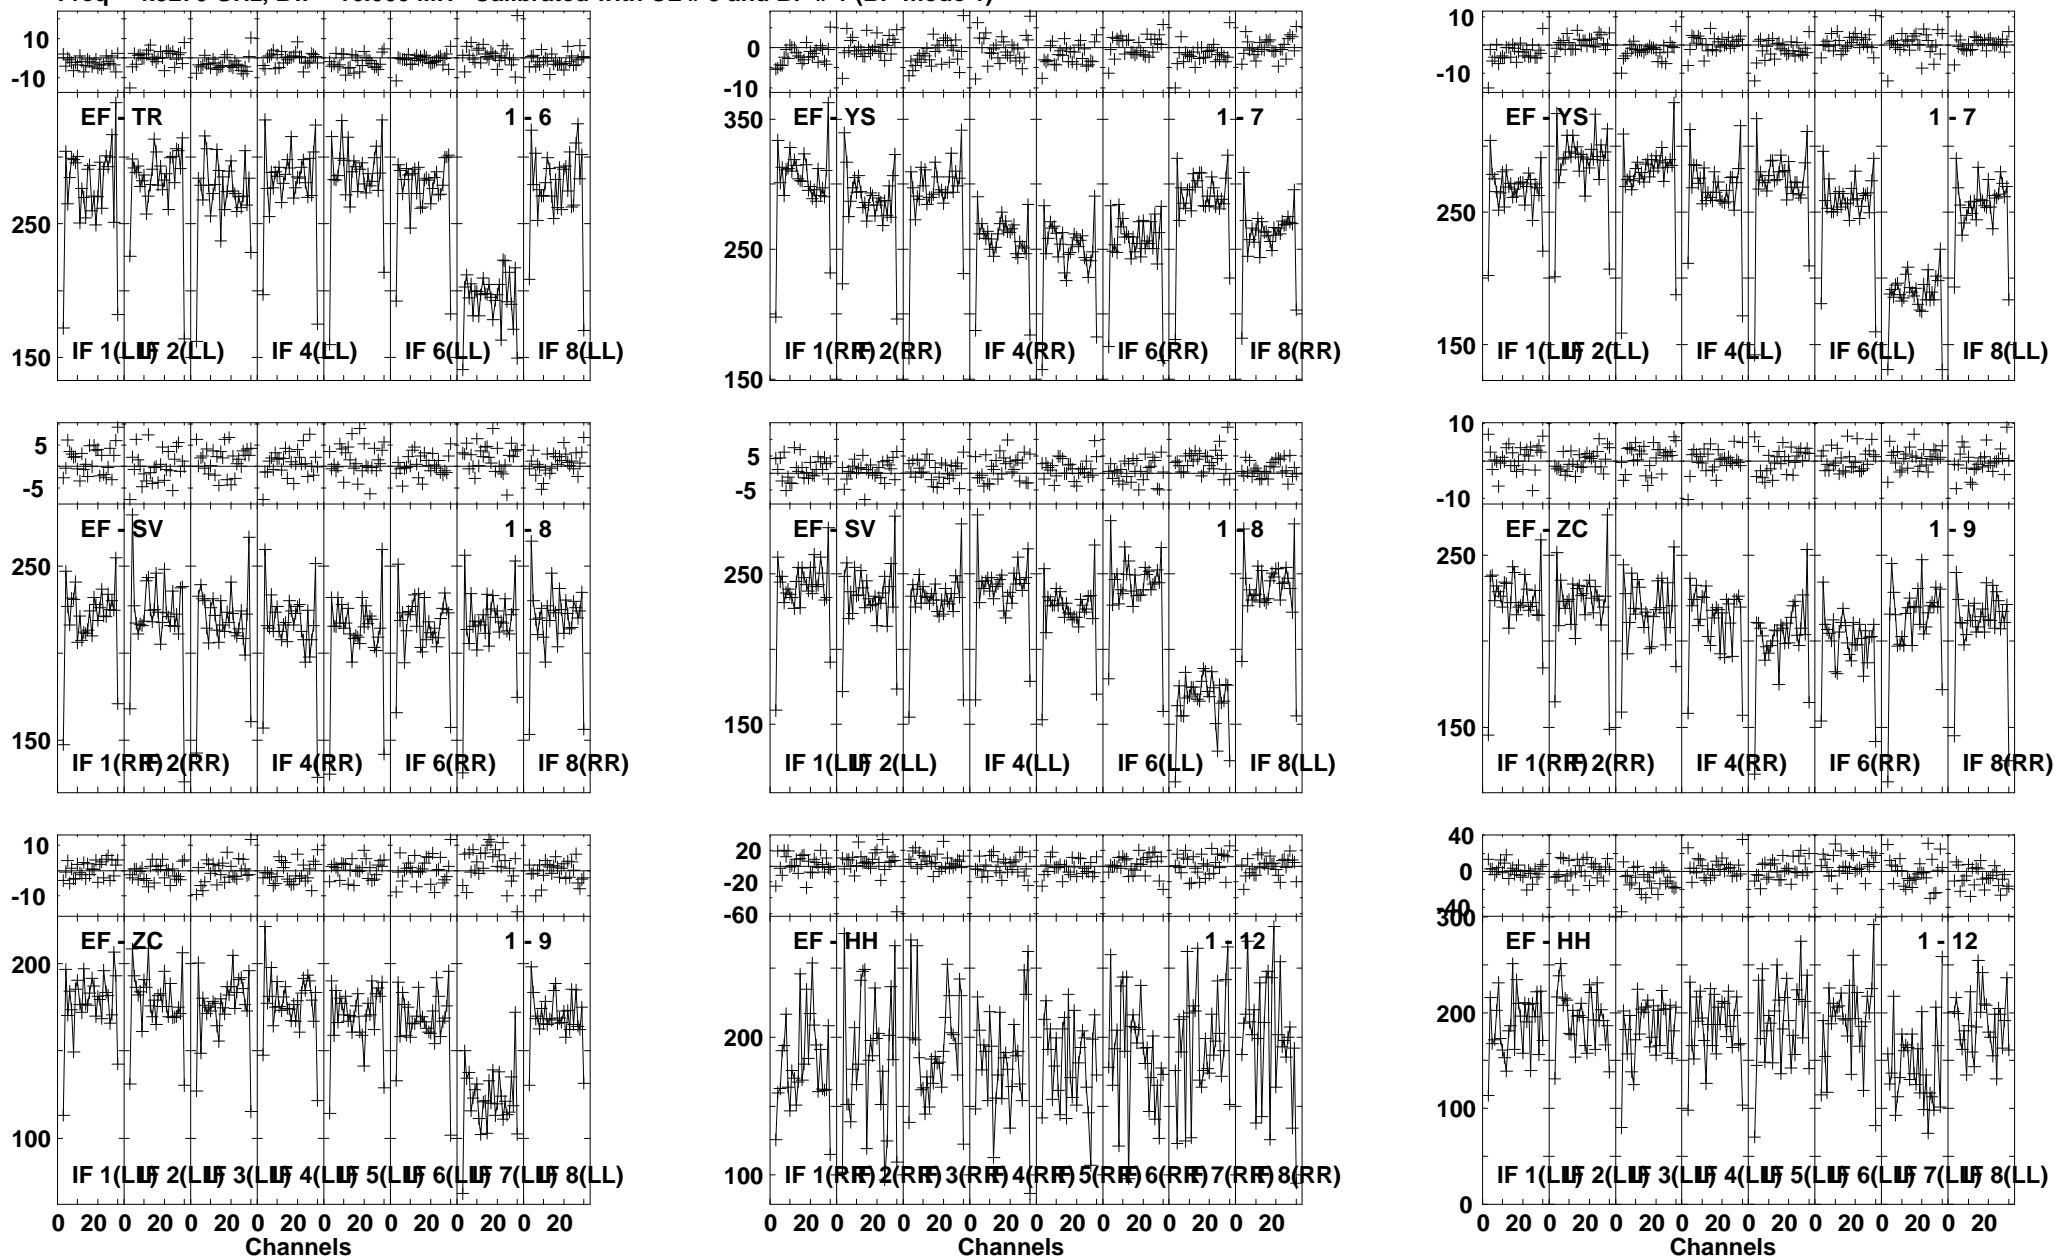 10
-10
EF - TR
1 - 6
250
150
IF 1(LL)
IF 2(LL)
IF 4(LL)
IF 6(LL)
IF 8(LL)
0
-10
350
EF - YS
1 - 7
250
150
IF 1(RR)
IF 2(RR)
IF 4(RR)
IF 6(RR)
IF 8(RR)
10
-10
EF - YS
1 - 7
250
150
IF 1(LL)
IF 2(LL)
IF 4(LL)
IF 6(LL)
IF 8(LL)
5
-5
EF - SV
1 - 8
250
150
IF 1(RR)
IF 2(RR)
IF 4(RR)
IF 6(RR)
IF 8(RR)
5
-5
EF - SV
1 - 8
250
150
IF 1(LL)
IF 2(LL)
IF 4(LL)
IF 6(LL)
IF 8(LL)
10
-10
EF - ZC
1 - 9
250
150
IF 1(RR)
IF 2(RR)
IF 4(RR)
IF 6(RR)
IF 8(RR)
10
-10
EF - ZC
1 - 9
200
100
IF 1(LL)
IF 2(LL)
IF 3(LL)
IF 4(LL)
IF 5(LL)
IF 6(LL)
IF 7(LL)
IF 8(LL)
0 20 0 20 0 20 0 20 0 20 0 20 0 20 0 20
Channels
20
-20
-60
EF - HH
1 - 12
200
100
IF 1(RR)
IF 2(RR)
IF 3(RR)
IF 4(RR)
IF 5(RR)
IF 6(RR)
IF 7(RR)
IF 8(RR)
0 20 0 20 0 20 0 20 0 20 0 20 0 20 0 20
Channels
40
0
-40
300
EF - HH
1 - 12
200
100
0
IF 1(LL)
IF 2(LL)
IF 3(LL)
IF 4(LL)
IF 5(LL)
IF 6(LL)
IF 7(LL)
IF 8(LL)
0 20 0 20 0 20 0 20 0 20 0 20 0 20 0 20
Channels